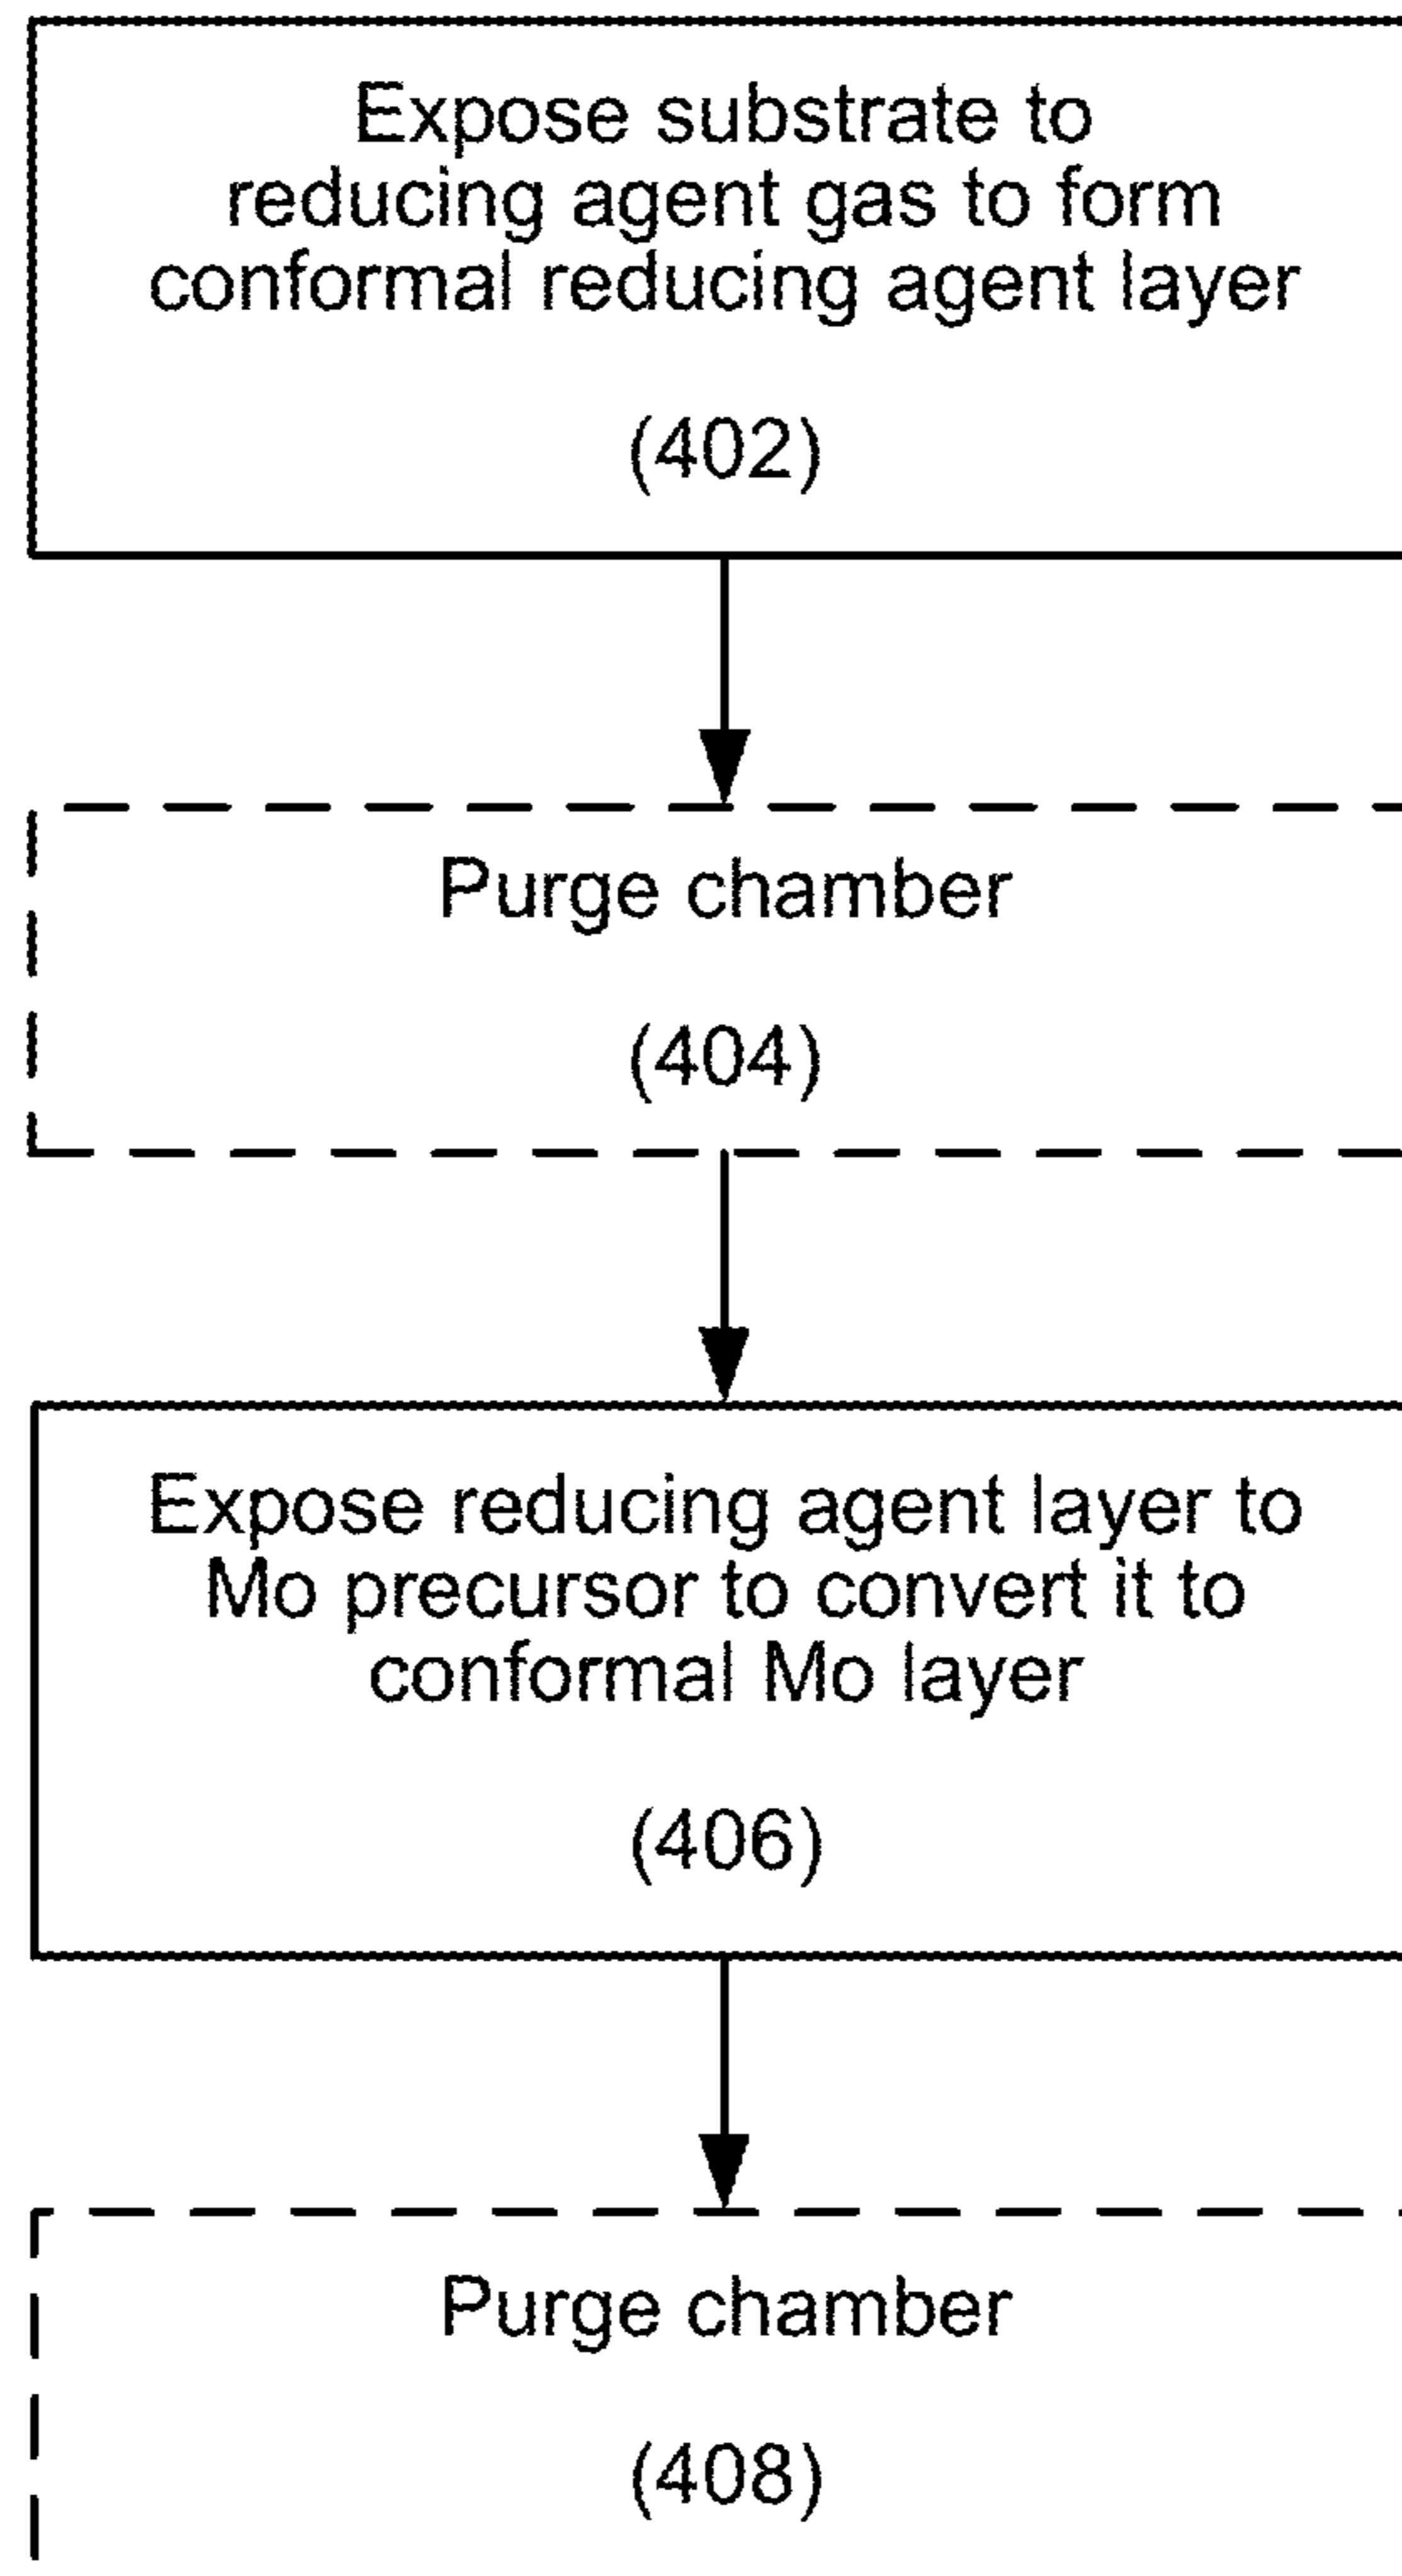 Expose substrate to
reducing agent gas to form
conformal reducing agent layer
(402)
Purge chamber
(404)
Expose reducing agent layer to
Mo precursor to convert it to
conformal Mo layer
(406)
Purge chamber
(408)